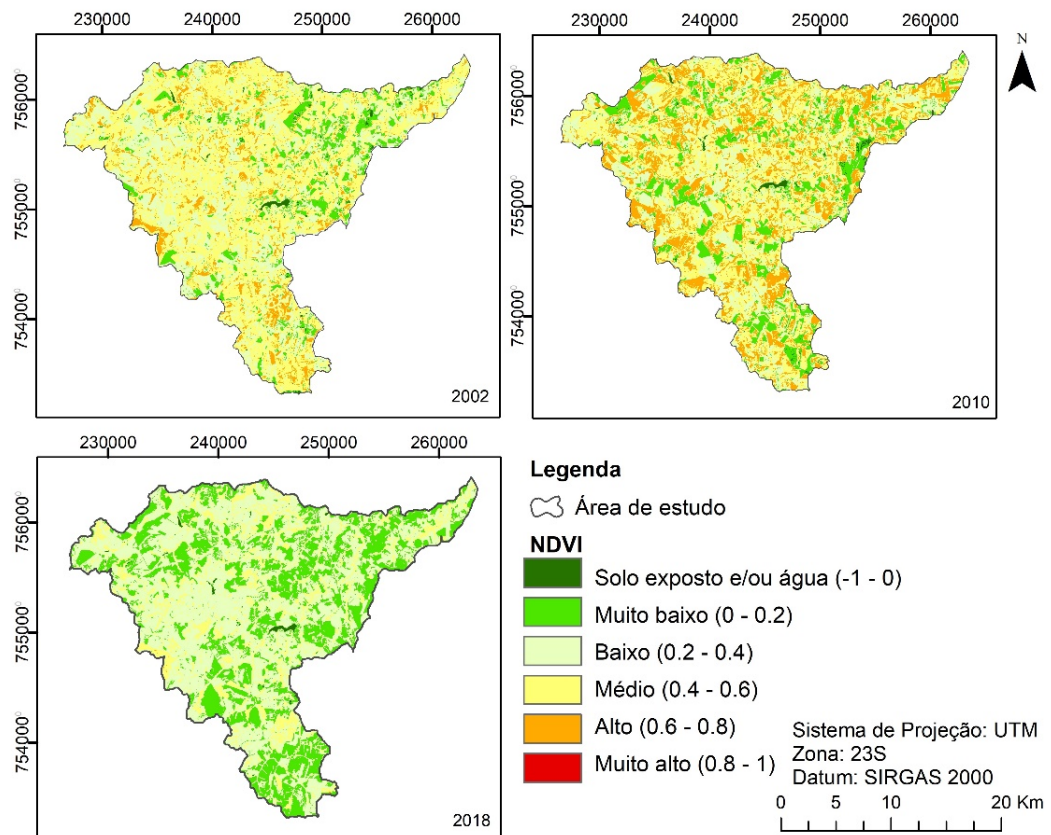 230000 240000 250000 260000
230000 240000 250000 260000
N
756000
755000
754000
2002
756000
755000
754000
2010
230000 240000 250000 260000
756000
755000
754000
2018
Legenda
Área de estudo
NDVI
Solo exposto e/ou água (-1 - 0)
Muito baixo (0 - 0.2)
Baixo (0.2 - 0.4)
Médio (0.4 - 0.6)
Alto (0.6 - 0.8)
Muito alto (0.8 - 1)
Sistema de Projeção: UTM
Zona: 23S
Datum: SIRGAS 2000
0 5 10 20 Km